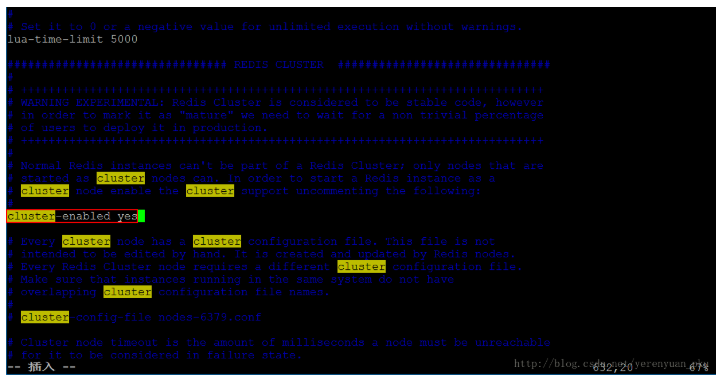 #
# Set it to 0 or a negative value for unlimited execution without warnings.
lua-time-limit 5000
################################ REDIS CLUSTER ###############################
#
# ++++++++++++++++++++++++++++++++++++++++++++++++++++++++++++++++++++++++++++
# WARNING EXPERIMENTAL: Redis Cluster is considered to be stable code, however
# in order to mark it as "mature" we need to wait for a non trivial percentage
# of users to deploy it in production.
# ++++++++++++++++++++++++++++++++++++++++++++++++++++++++++++++++++++++++++++
#
# Normal Redis instances can't be part of a Redis Cluster; only nodes that are
# started as cluster nodes can. In order to start a Redis instance as a
# cluster node enable the cluster support uncommenting the following:
#
cluster-enabled yes
# Every cluster node has a cluster configuration file. This file is not
# intended to be edited by hand. It is created and updated by Redis nodes.
# Every Redis Cluster node requires a different cluster configuration file.
# Make sure that instances running in the same system do not have
# overlapping cluster configuration file names.
#
# cluster-config-file nodes-6379.conf
# Cluster node timeout is the amount of milliseconds a node must be unreachable
# for it to be considered in failure state.
-- 插入 -- 632,20 67%
http://blog.csdn.net/yerenyuan_pku